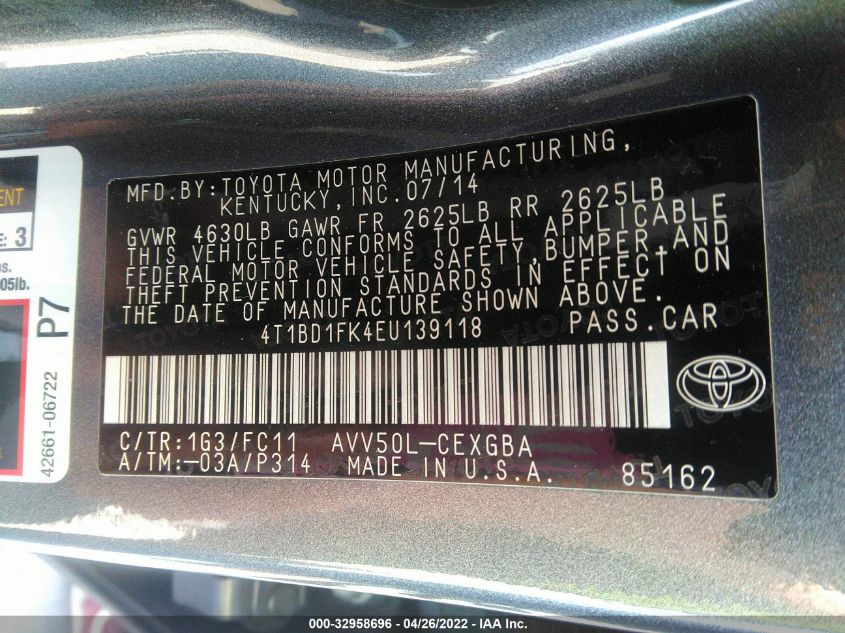 MFD.BY:TOYOTA MOTOR MANUFACTURING,
KENTUCKY, INC. 07/14
GVWR 4630LB GAWR FR 2625LB RR 2625LB
THIS VEHICLE CONFORMS TO ALL APPLICABLE
FEDERAL MOTOR VEHICLE SAFETY,BUMPER,AND
THEFT PREVENTION STANDARDS IN EFFECT ON
THE DATE OF MANUFACTURE SHOWN ABOVE.
4T1BD1FK4EU139118 PASS.CAR
C/TR:1G3/FC11 AVV50L-CEXGBA
A/TM:-03A/P314 MADE IN U.S.A. 85162
3
05lb.
P7
42661-06722
000-32958696 - 04/26/2022 - IAA Inc.